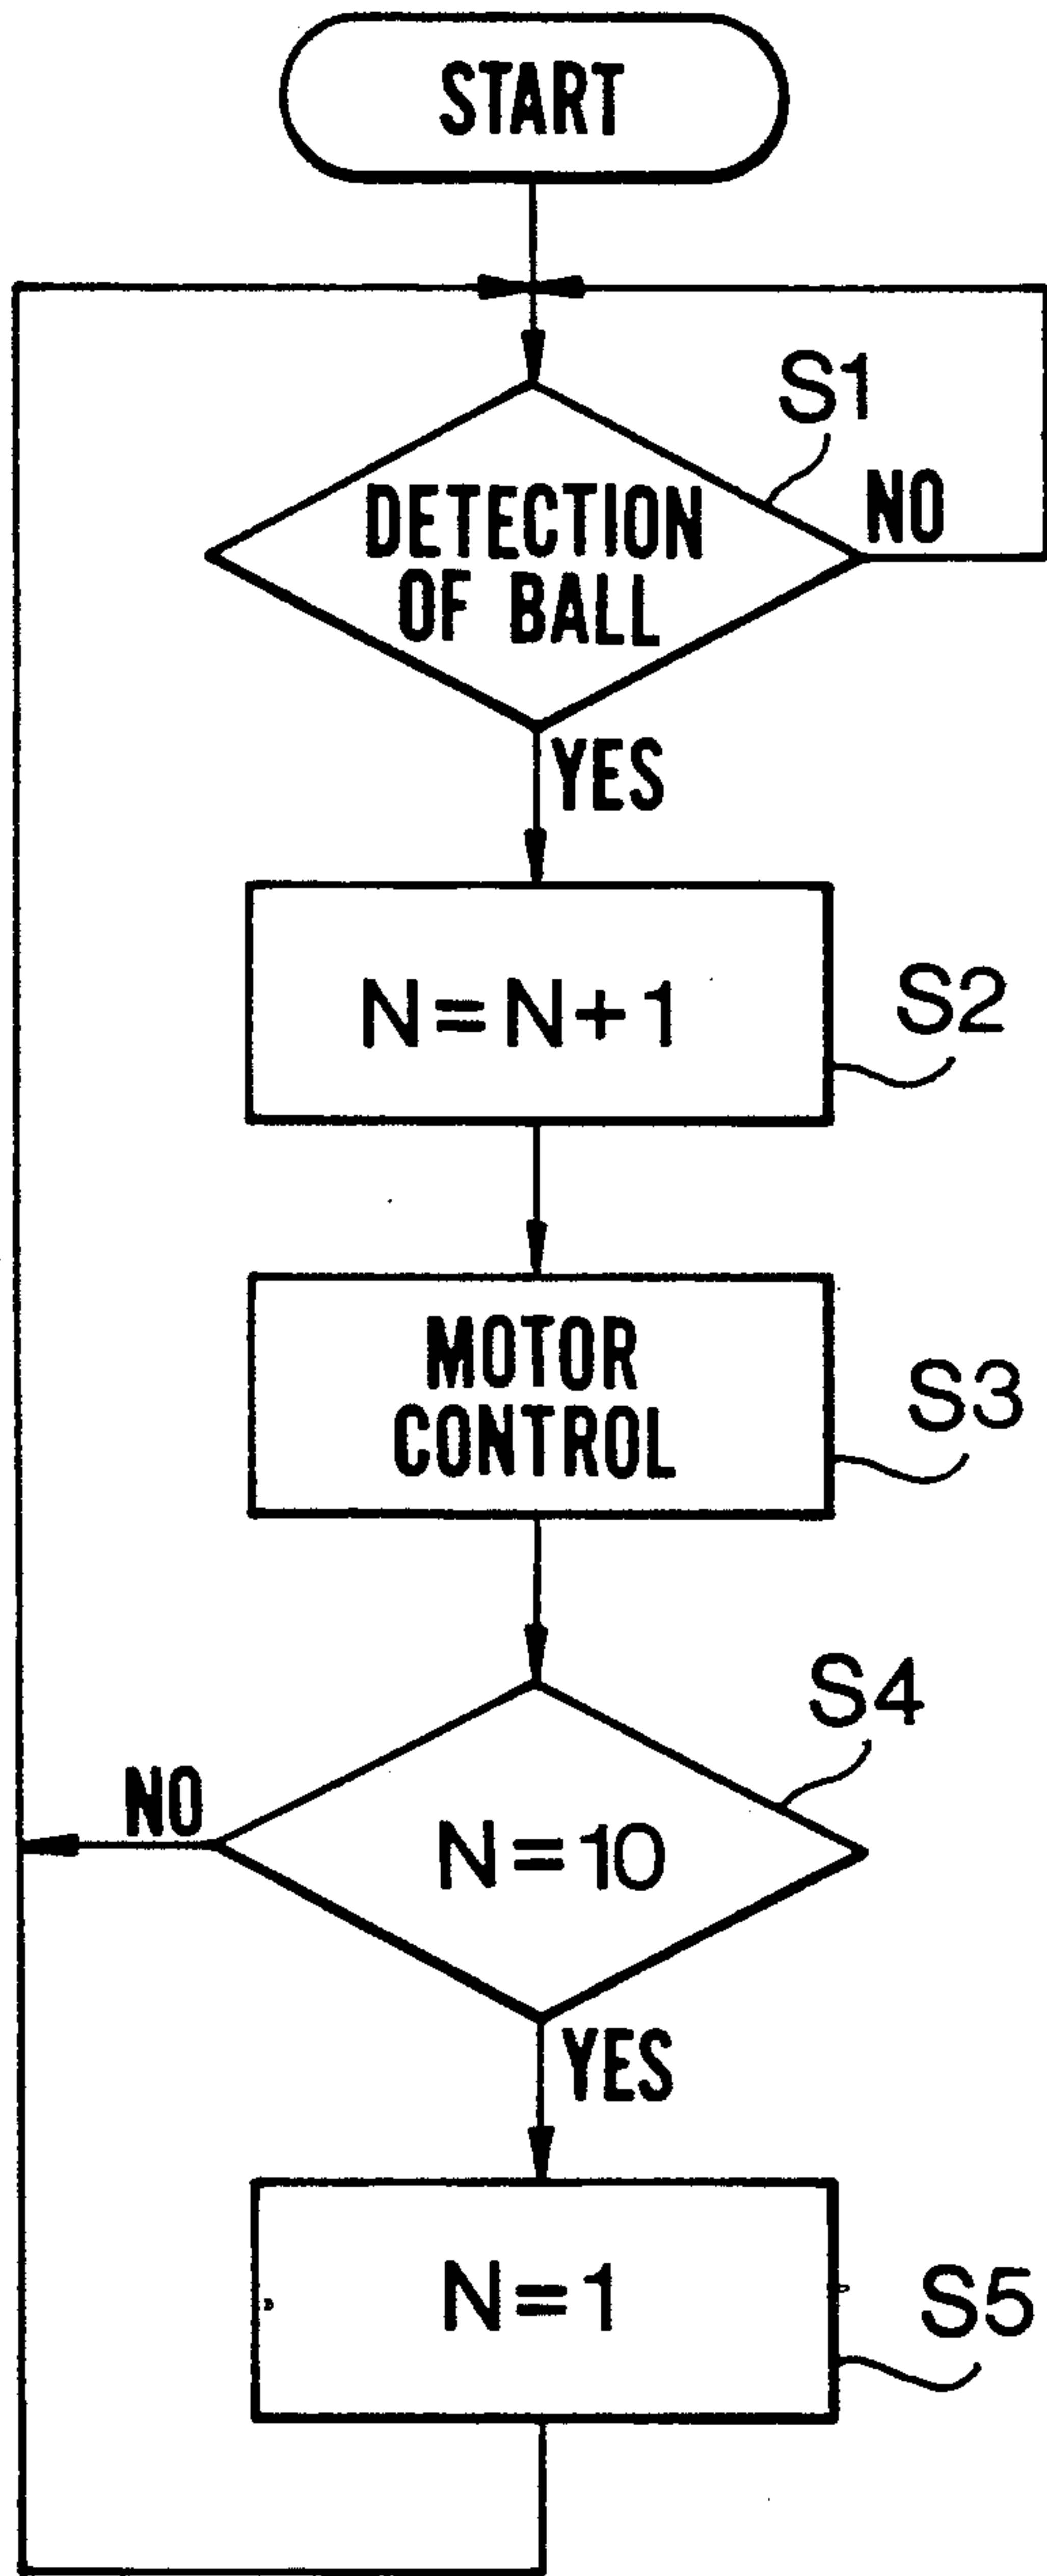 START
S1
NO
DETECTION
OF BALL
YES
N=N+1
S2
MOTOR
CONTROL
S3
S4
NO
N=10
YES
N=1
S5